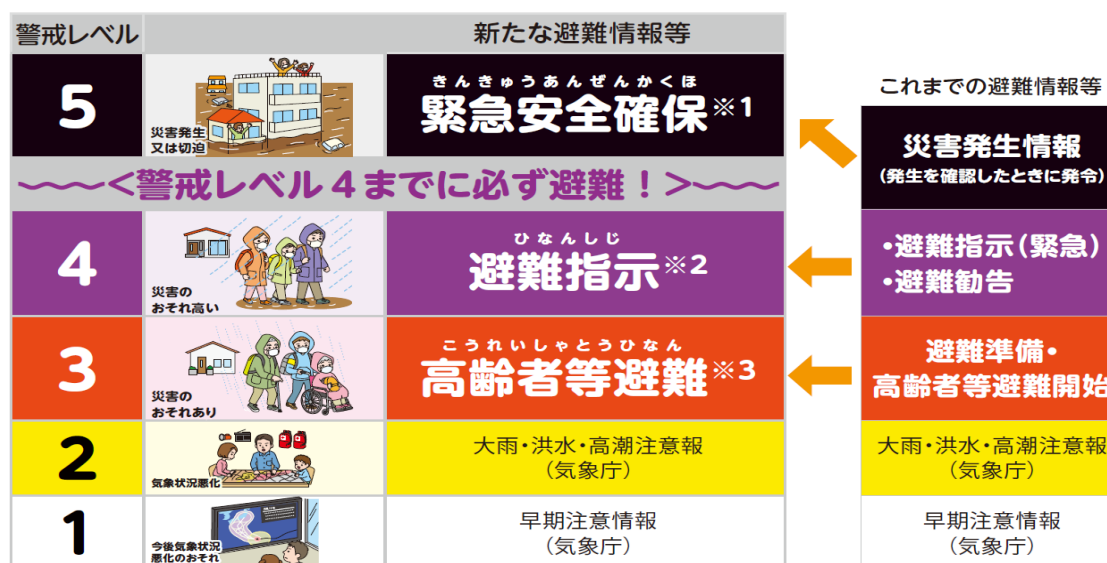 警戒レベル
新たな避難情報等
5
災害発生
又は切迫
きんきゅうあんぜんかくほ
緊急安全確保※1
〜〜〜<警戒レベル４までに必ず避難！>〜〜〜
4
災害の
おそれ高い
ひなんしじ
避難指示※2
3
災害の
おそれあり
こうれいしゃとうひなん
高齢者等避難※3
2
気象状況悪化
大雨・洪水・高潮注意報
（気象庁）
1
今後気象状況
悪化のおそれ
早期注意情報
（気象庁）
これまでの避難情報等
災害発生情報
（発生を確認したときに発令）
・避難指示（緊急）
・避難勧告
避難準備・
高齢者等避難開始
大雨・洪水・高潮注意報
（気象庁）
早期注意情報
（気象庁）